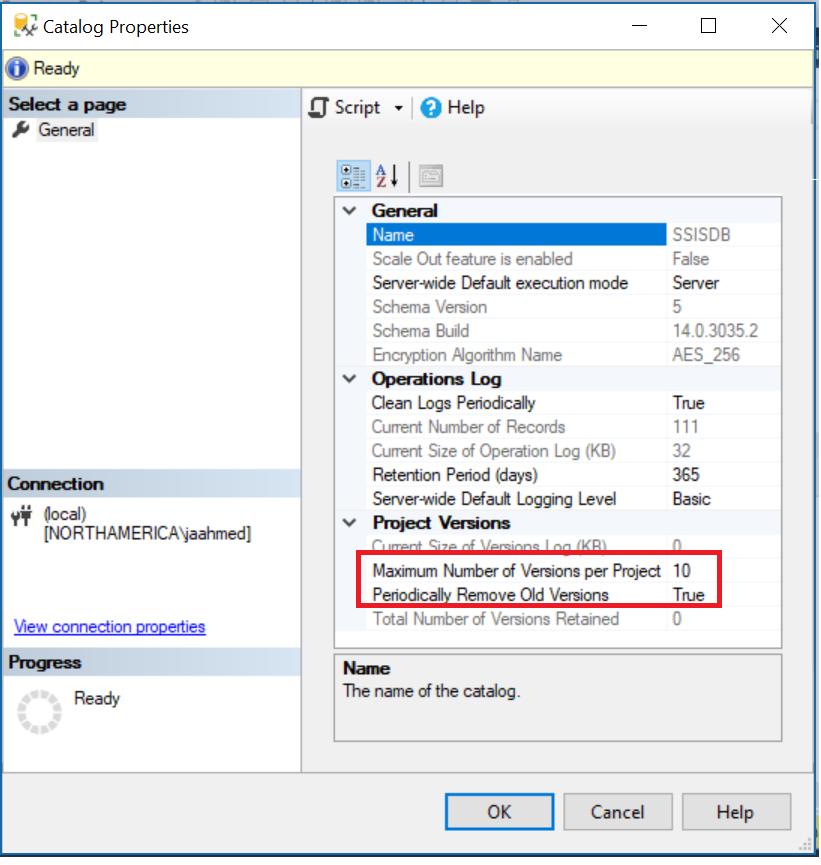 Catalog Properties
Ready
Select a page
General
Script
Help
General
Name SSISDB
Scale Out feature is enabled False
Server-wide Default execution mode Server
Schema Version 5
Schema Build 14.0.3035.2
Encryption Algorithm Name AES_256
Operations Log
Clean Logs Periodically True
Current Number of Records 111
Current Size of Operation Log (KB) 32
Retention Period (days) 365
Server-wide Default Logging Level Basic
Project Versions
Current Size of Versions Log (KB) 0
Maximum Number of Versions per Project 10
Periodically Remove Old Versions True
Total Number of Versions Retained 0
Connection
(local)
[NORTHAMERICA\jaahmed]
View connection properties
Progress
Ready
Name
The name of the catalog.
OK
Cancel
Help